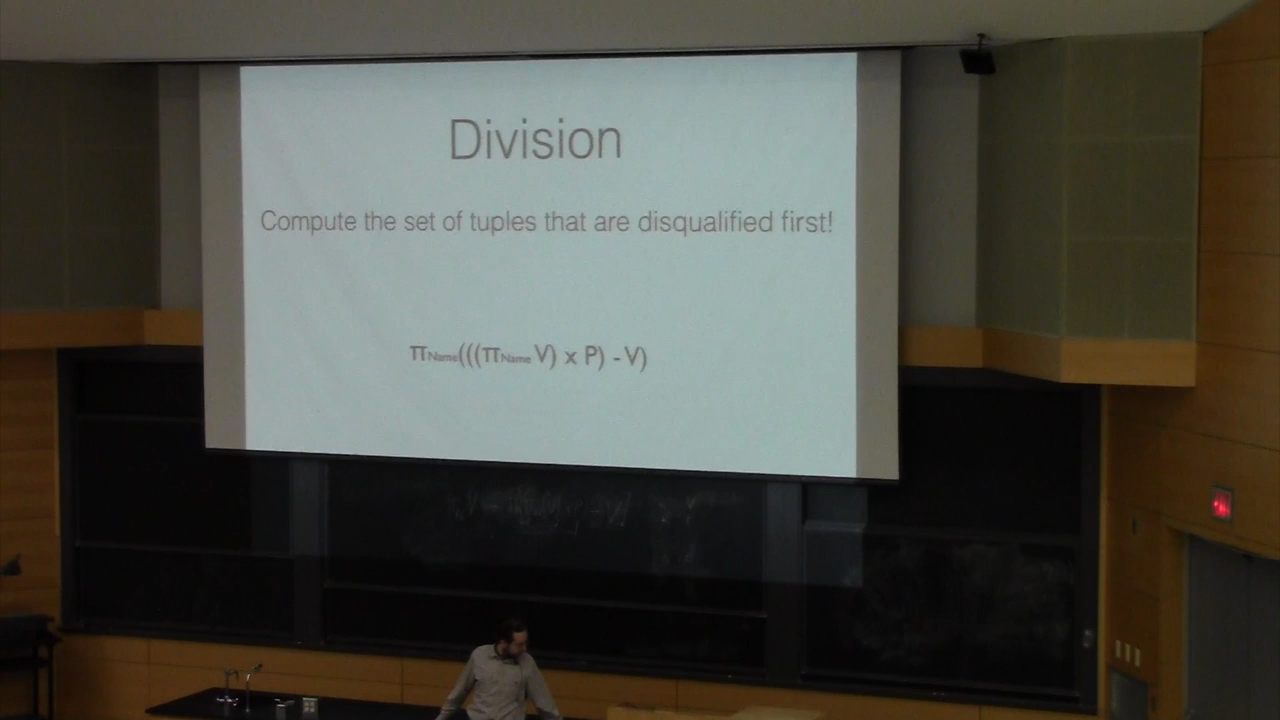 Division
Compute the set of tuples that are disqualified first!
πName(((πName V) x P) - V)